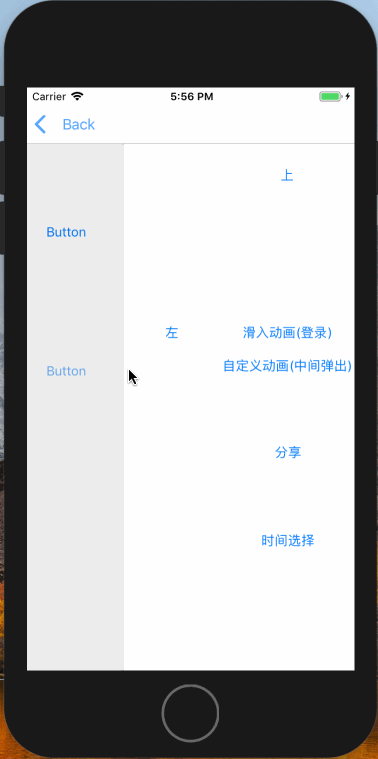 Carrier 5:56 PM
Back
上
Button
左 滑入动画(登录)
自定义动画(中间弹出)
Button
分享
时间选择